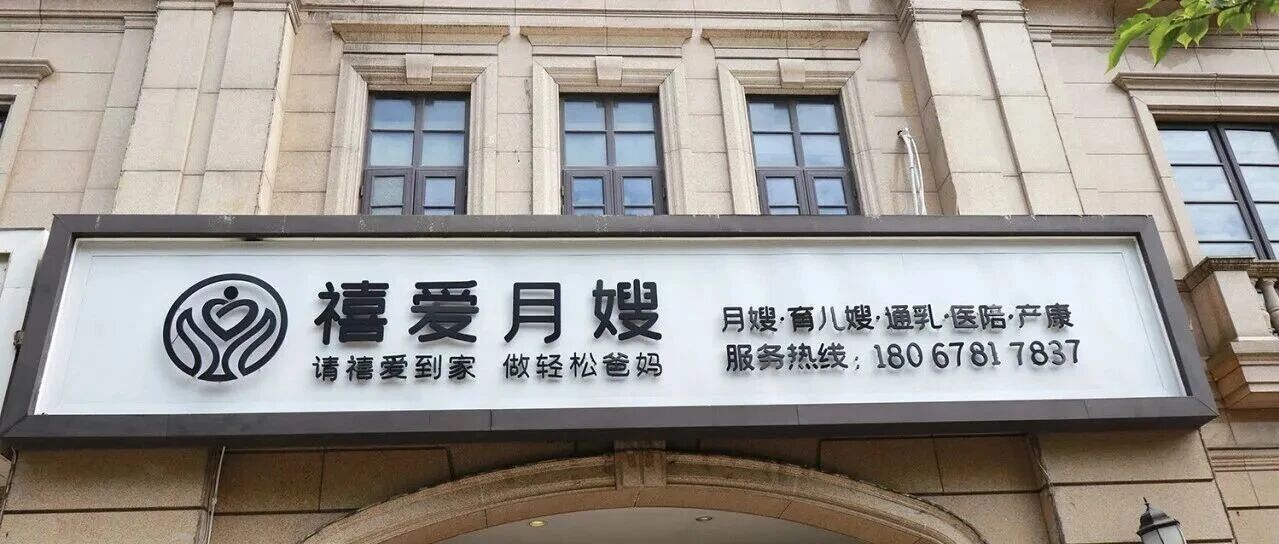 禧爱月嫂
请禧爱到家 做轻松爸妈
月嫂·育儿嫂·通乳·医陪·产康
服务热线：180 6781 7837